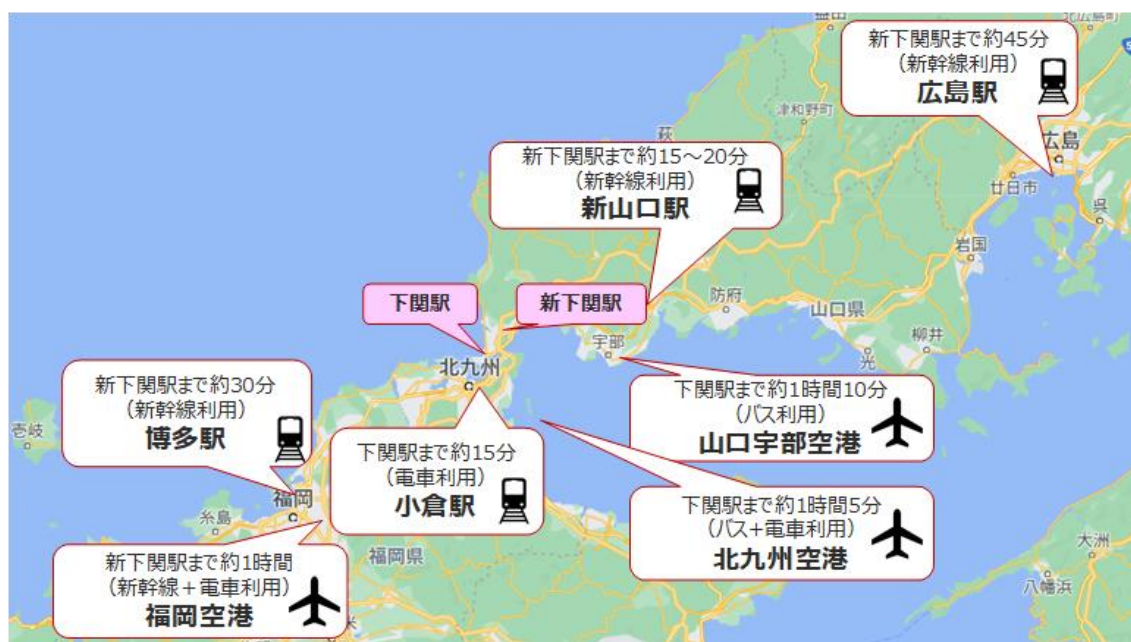 新下関駅まで約45分
(新幹線利用)
広島駅
新下関駅まで約15～20分
(新幹線利用)
新山口駅
下関駅
新下関駅
新下関駅まで約30分
(新幹線利用)
博多駅
下関駅まで約15分
(電車利用)
小倉駅
下関駅まで約1時間10分
(バス利用)
山口宇部空港
下関駅まで約1時間5分
(バス+電車利用)
北九州空港
新下関駅まで約1時間
(新幹線+電車利用)
福岡空港
益田
北広島町
津和野町
萩
広島
廿日市
呉
岩国
防府
山口県
柳井
光
宇部
北九州
壱岐
福岡
糸島
福岡県
大洲
八幡浜